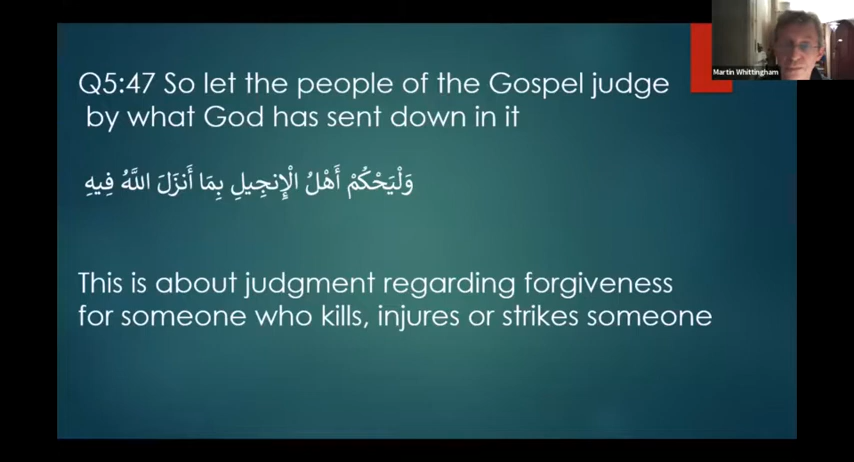 Q5:47 So let the people of the Gospel judge
by what God has sent down in it
وَلْيَحْكُمْ أَهْلُ الْإِنجِيلِ بِمَا أَنزَلَ اللَّهُ فِيهِ
This is about judgment regarding forgiveness
for someone who kills, injures or strikes someone
Martin Whittingham